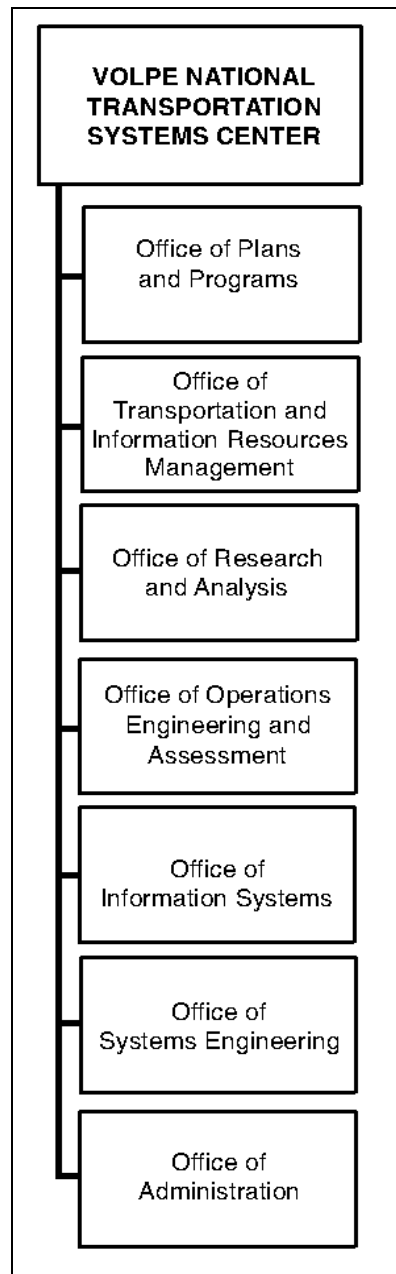 VOLPE NATIONAL
TRANSPORTATION
SYSTEMS CENTER
Office of Plans
and Programs
Office of
Transportation and
Information Resources
Management
Office of Research
and Analysis
Office of Operations
Engineering and
Assessment
Office of
Information Systems
Office of
Systems Engineering
Office of
Administration